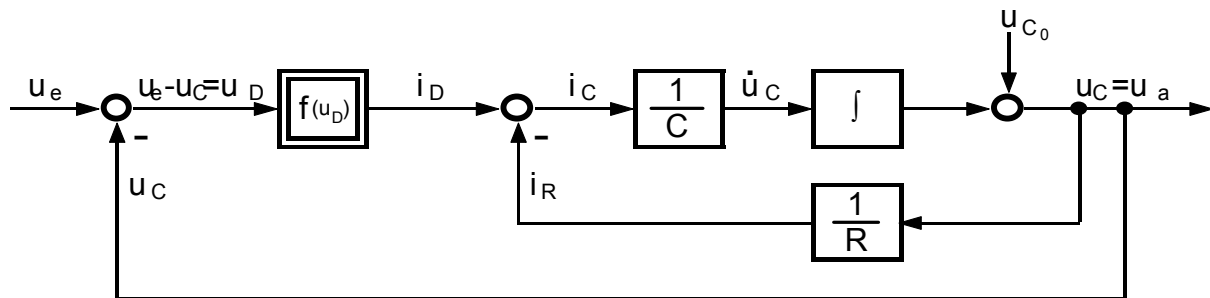 u_C0
u_e
u_e-u_C=u_D
f(u_D)
i_D
i_C
1
C
u̇_C
∫
u_C=u_a
-
-
u_C
i_R
1
R